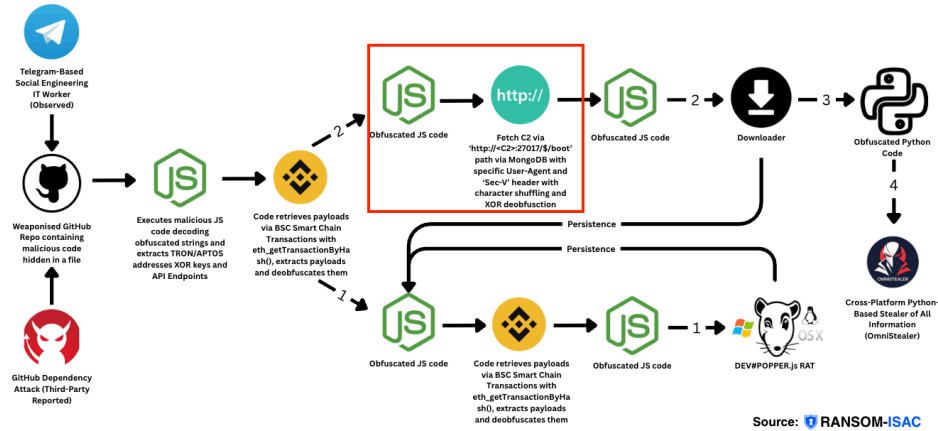 Telegram-Based
Social Engineering
IT Worker
(Observed)
Weaponised GitHub
Repo containing
malicious code
hidden in a file
GitHub Dependency
Attack (Third-Party
Reported)
JS
Executes malicious JS
code decoding
obfuscated strings and
extracts TRON/APTOS
addresses XOR keys and
API Endpoints
Code retrieves payloads
via BSC Smart Chain
Transactions with
eth_getTransactionByHa
sh(), extracts payloads
and deobfuscates them
2
JS
Obfuscated JS code
http://
Fetch C2 via
'http://<C2>:27017/$/boot'
path via MongoDB with
specific User-Agent and
'Sec-V' header with
character shuffling and
XOR deobfusction
JS
Obfuscated JS code
2
Downloader
3
Obfuscated Python
Code
4
OMNISTEALER
Cross-Platform Python-
Based Stealer of All
Information
(OmniStealer)
Persistence
Persistence
1
JS
Obfuscated JS code
Code retrieves payloads
via BSC Smart Chain
Transactions with
eth_getTransactionByHa
sh(), extracts payloads
and deobfuscates them
JS
Obfuscated JS code
1
OS X
DEV#POPPER.js RAT
Source: RANSOM-ISAC